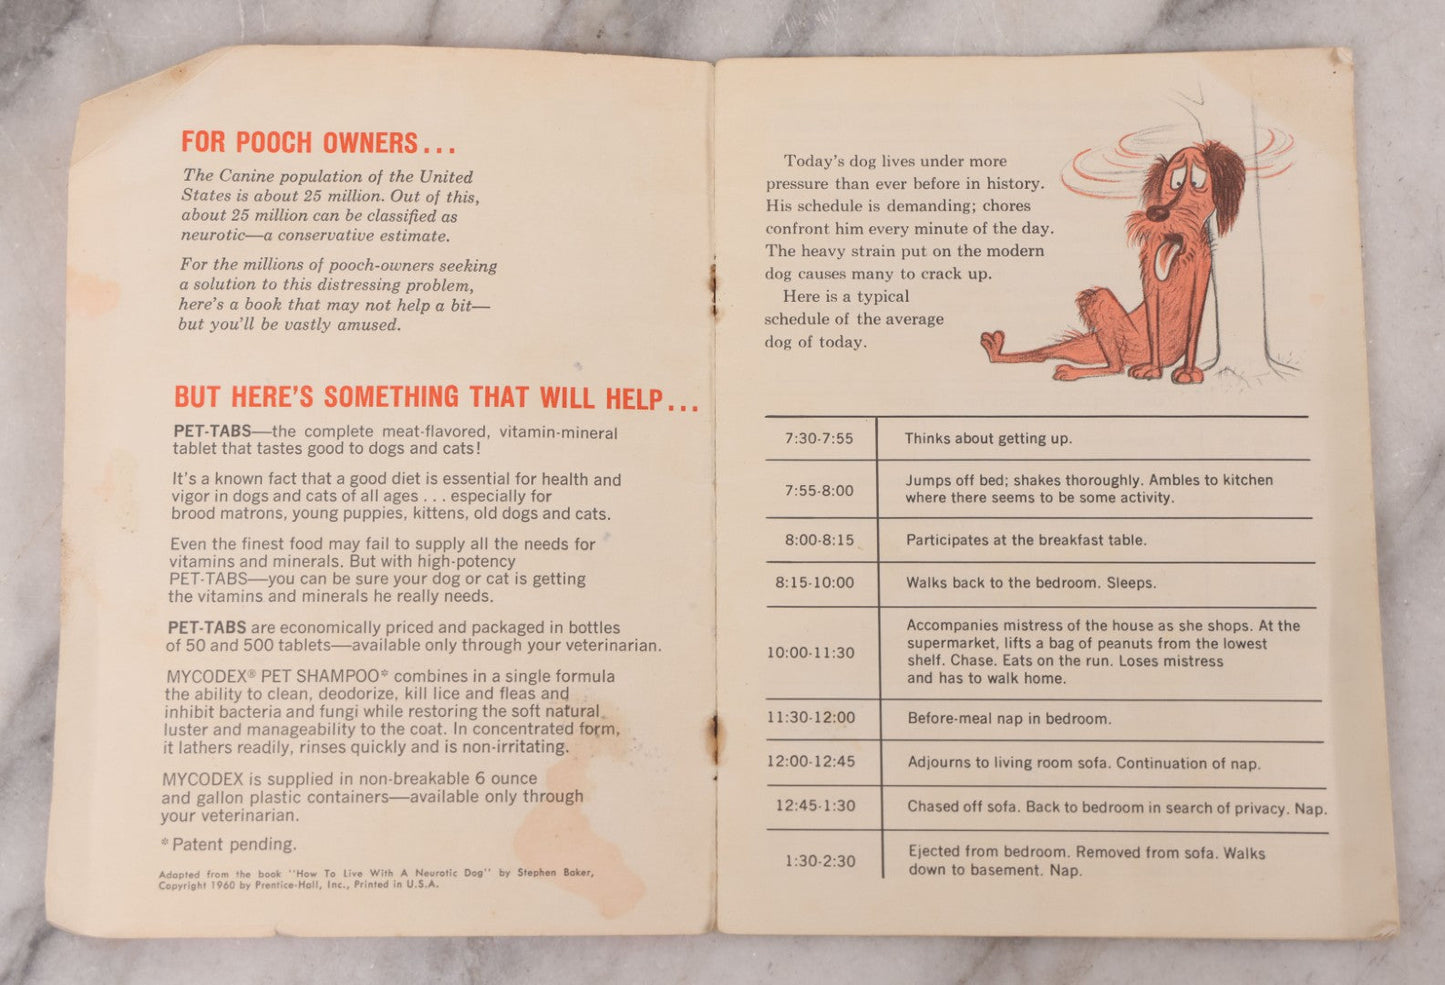 FOR POOCH OWNERS...
The Canine population of the United
States is about 25 million. Out of this,
about 25 million can be classified as
neurotic—a conservative estimate.
For the millions of pooch-owners seeking
a solution to this distressing problem,
here's a book that may not help a bit—
but you'll be vastly amused.
BUT HERE'S SOMETHING THAT WILL HELP...
PET-TABS—the complete meat-flavored, vitamin-mineral
tablet that tastes good to dogs and cats!
It's a known fact that a good diet is essential for health and
vigor in dogs and cats of all ages . . . especially for
brood matrons, young puppies, kittens, old dogs and cats.
Even the finest food may fail to supply all the needs for
vitamins and minerals. But with high-potency
PET-TABS—you can be sure your dog or cat is getting
the vitamins and minerals he really needs.
PET-TABS are economically priced and packaged in bottles
of 50 and 500 tablets—available only through your veterinarian.
MYCODEX® PET SHAMPOO* combines in a single formula
the ability to clean, deodorize, kill lice and fleas and
inhibit bacteria and fungi while restoring the soft natural
luster and manageability to the coat. In concentrated form,
it lathers readily, rinses quickly and is non-irritating.
MYCODEX is supplied in non-breakable 6 ounce
and gallon plastic containers—available only through
your veterinarian.
*Patent pending.
Adapted from the book "How To Live With A Neurotic Dog" by Stephen Baker,
Copyright 1960 by Prentice-Hall, Inc., Printed in U.S.A.
Today's dog lives under more
pressure than ever before in history.
His schedule is demanding; chores
confront him every minute of the day.
The heavy strain put on the modern
dog causes many to crack up.
Here is a typical
schedule of the average
dog of today.
7:30-7:55 Thinks about getting up.
7:55-8:00 Jumps off bed; shakes thoroughly. Ambles to kitchen
where there seems to be some activity.
8:00-8:15 Participates at the breakfast table.
8:15-10:00 Walks back to the bedroom. Sleeps.
10:00-11:30 Accompanies mistress of the house as she shops. At the
supermarket, lifts a bag of peanuts from the lowest
shelf. Chase. Eats on the run. Loses mistress
and has to walk home.
11:30-12:00 Before-meal nap in bedroom.
12:00-12:45 Adjourns to living room sofa. Continuation of nap.
12:45-1:30 Chased off sofa. Back to bedroom in search of privacy. Nap.
1:30-2:30 Ejected from bedroom. Removed from sofa. Walks
down to basement. Nap.